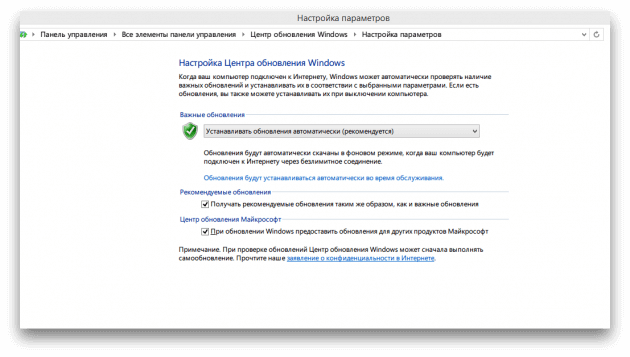 Настройка параметров
Панель управления Все элементы панели управления Центр обновления Windows Настройка параметров
Настройка Центра обновления Windows
Когда ваш компьютер подключен к Интернету, Windows может автоматически проверять наличие
важных обновлений и устанавливать их в соответствии с выбранными параметрами. Если есть
обновления, вы также можете устанавливать их при выключении компьютера.
Важные обновления
Устанавливать обновления автоматически (рекомендуется)
Обновления будут автоматически скачаны в фоновом режиме, когда ваш компьютер будет
подключен к Интернету через безлимитное соединение.
Обновления будут устанавливаться автоматически во время обслуживания.
Рекомендуемые обновления
Получать рекомендуемые обновления таким же образом, как и важные обновления
Центр обновления Майкрософт
При обновлении Windows предоставить обновления для других продуктов Майкрософт
Примечание. При проверке обновлений Центр обновления Windows может сначала выполнять
самообновление. Прочтите наше заявление о конфиденциальности в Интернете.